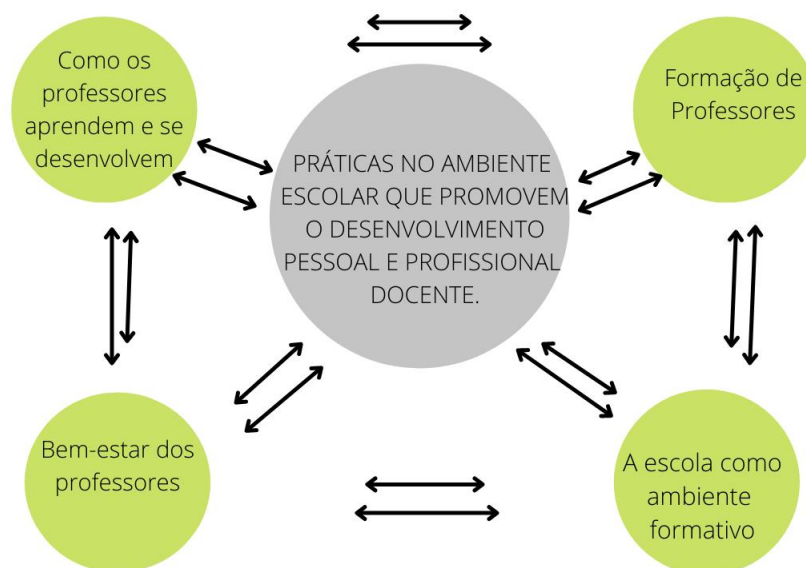 Como os
professores
aprendem e se
desenvolvem
Formação de
Professores
PRÁTICAS NO AMBIENTE
ESCOLAR QUE PROMOVEM
O DESENVOLVIMENTO
PESSOAL E PROFISSIONAL
DOCENTE.
Bem-estar dos
professores
A escola como
ambiente
formativo